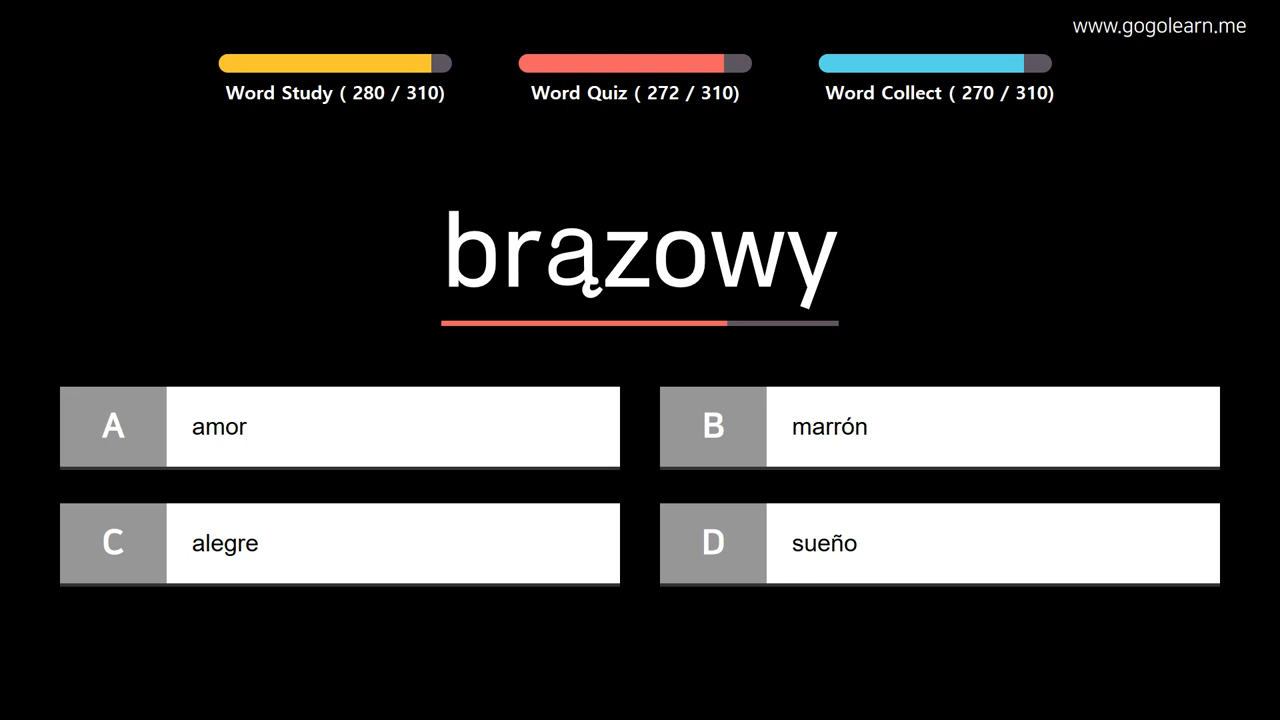 www.gogolearn.me
Word Study ( 280 / 310)
Word Quiz ( 272 / 310)
Word Collect ( 270 / 310)
brązowy
A
amor
B
marrón
C
alegre
D
sueño